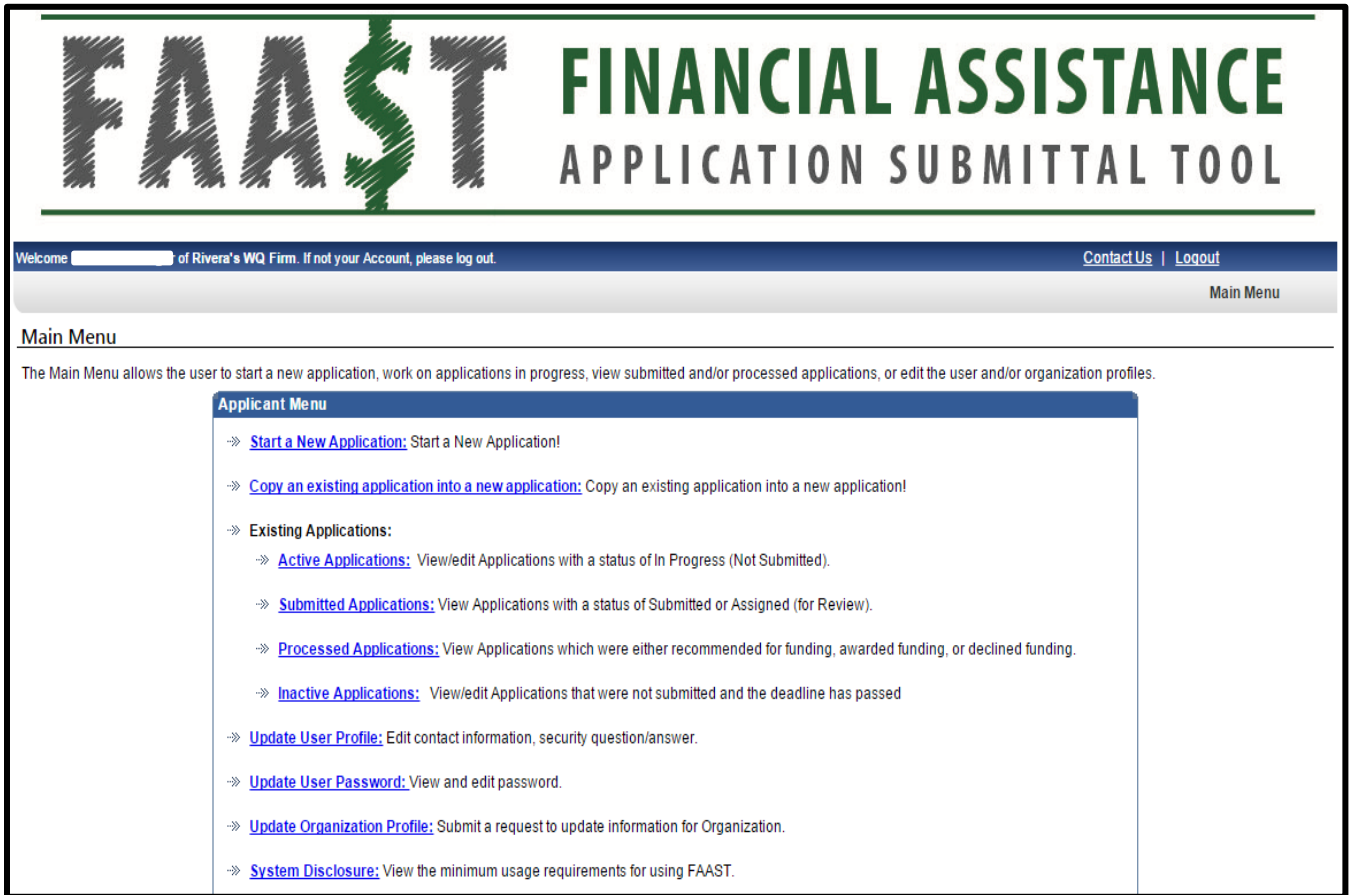 FAA$T FINANCIAL ASSISTANCE
APPLICATION SUBMITTAL TOOL
Welcome of Rivera's WQ Firm. If not your Account, please log out. Contact Us | Logout
Main Menu
Main Menu
The Main Menu allows the user to start a new application, work on applications in progress, view submitted and/or processed applications, or edit the user and/or organization profiles.
Applicant Menu
Start a New Application: Start a New Application!
Copy an existing application into a new application: Copy an existing application into a new application!
Existing Applications:
Active Applications: View/edit Applications with a status of In Progress (Not Submitted).
Submitted Applications: View Applications with a status of Submitted or Assigned (for Review).
Processed Applications: View Applications which were either recommended for funding, awarded funding, or declined funding.
Inactive Applications: View/edit Applications that were not submitted and the deadline has passed
Update User Profile: Edit contact information, security question/answer.
Update User Password: View and edit password.
Update Organization Profile: Submit a request to update information for Organization.
System Disclosure: View the minimum usage requirements for using FAAST.